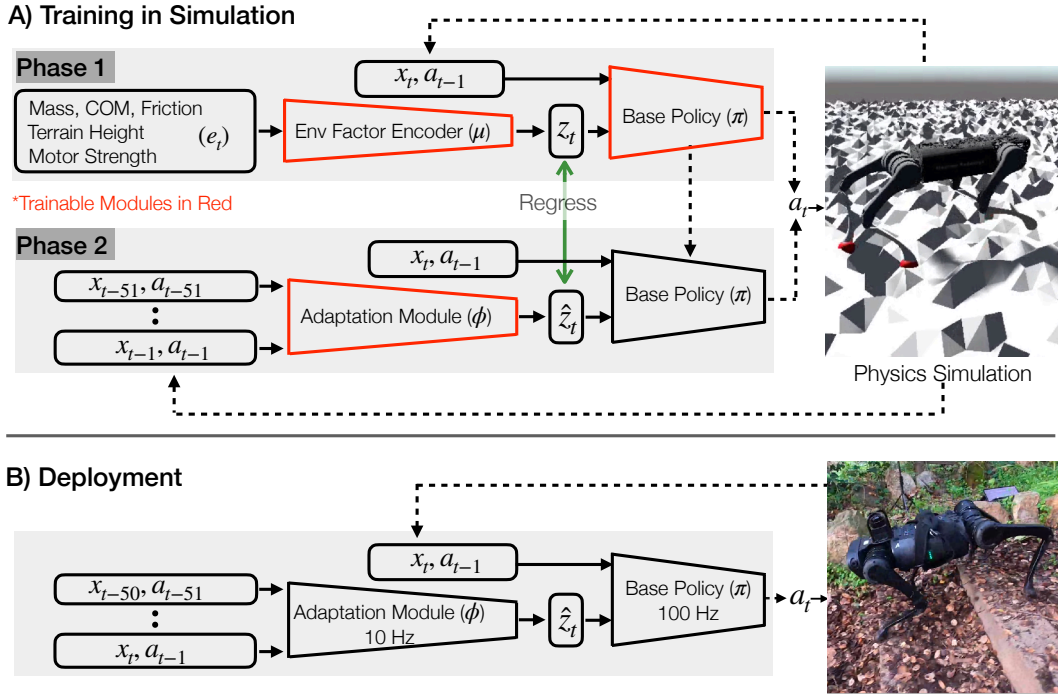 A) Training in Simulation
Phase 1
Mass, COM, Friction
Terrain Height
Motor Strength
(e_t)
Env Factor Encoder (μ)
x_t, a_{t−1}
z_t
Base Policy (π)
a_t
*Trainable Modules in Red
Regress
Phase 2
x_{t−51}, a_{t−51}
⋮
x_{t−1}, a_{t−1}
Adaptation Module (ϕ)
x_t, a_{t−1}
ẑ_t
Base Policy (π)
Physics Simulation
B) Deployment
x_{t−50}, a_{t−51}
⋮
x_t, a_{t−1}
Adaptation Module (ϕ)
10 Hz
x_t, a_{t−1}
ẑ_t
Base Policy (π)
100 Hz
a_t